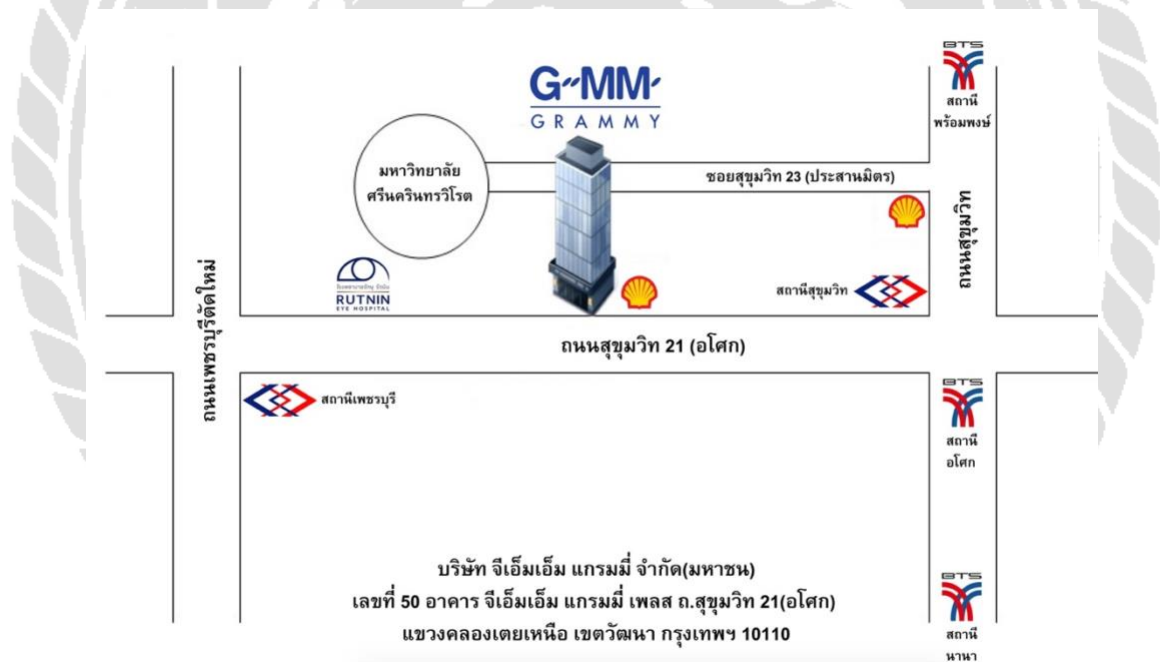 BTS
สถานี
พร้อมพงษ์
G"MM'
GRAMMY
มหาวิทยาลัย
ศรีนครินทรวิโรต
ซอยสุขุมวิท 23 (ประสานมิตร)
ถนนสุขุมวิท
ถนนเพชรบุรีตัดใหม่
RUTNIN
EYE HOSPITAL
สถานีสุขุมวิท
ถนนสุขุมวิท 21 (อโศก)
สถานีเพชรบุรี
BTS
สถานี
อโศก
บริษัท จีเอ็มเอ็ม แกรมมี่ จำกัด(มหาชน)
เลขที่ 50 อาคาร จีเอ็มเอ็ม แกรมมี่ เพลส ถ.สุขุมวิท 21(อโศก)
แขวงคลองเตยเหนือ เขตวัฒนา กรุงเทพฯ 10110
BTS
สถานี
นานา